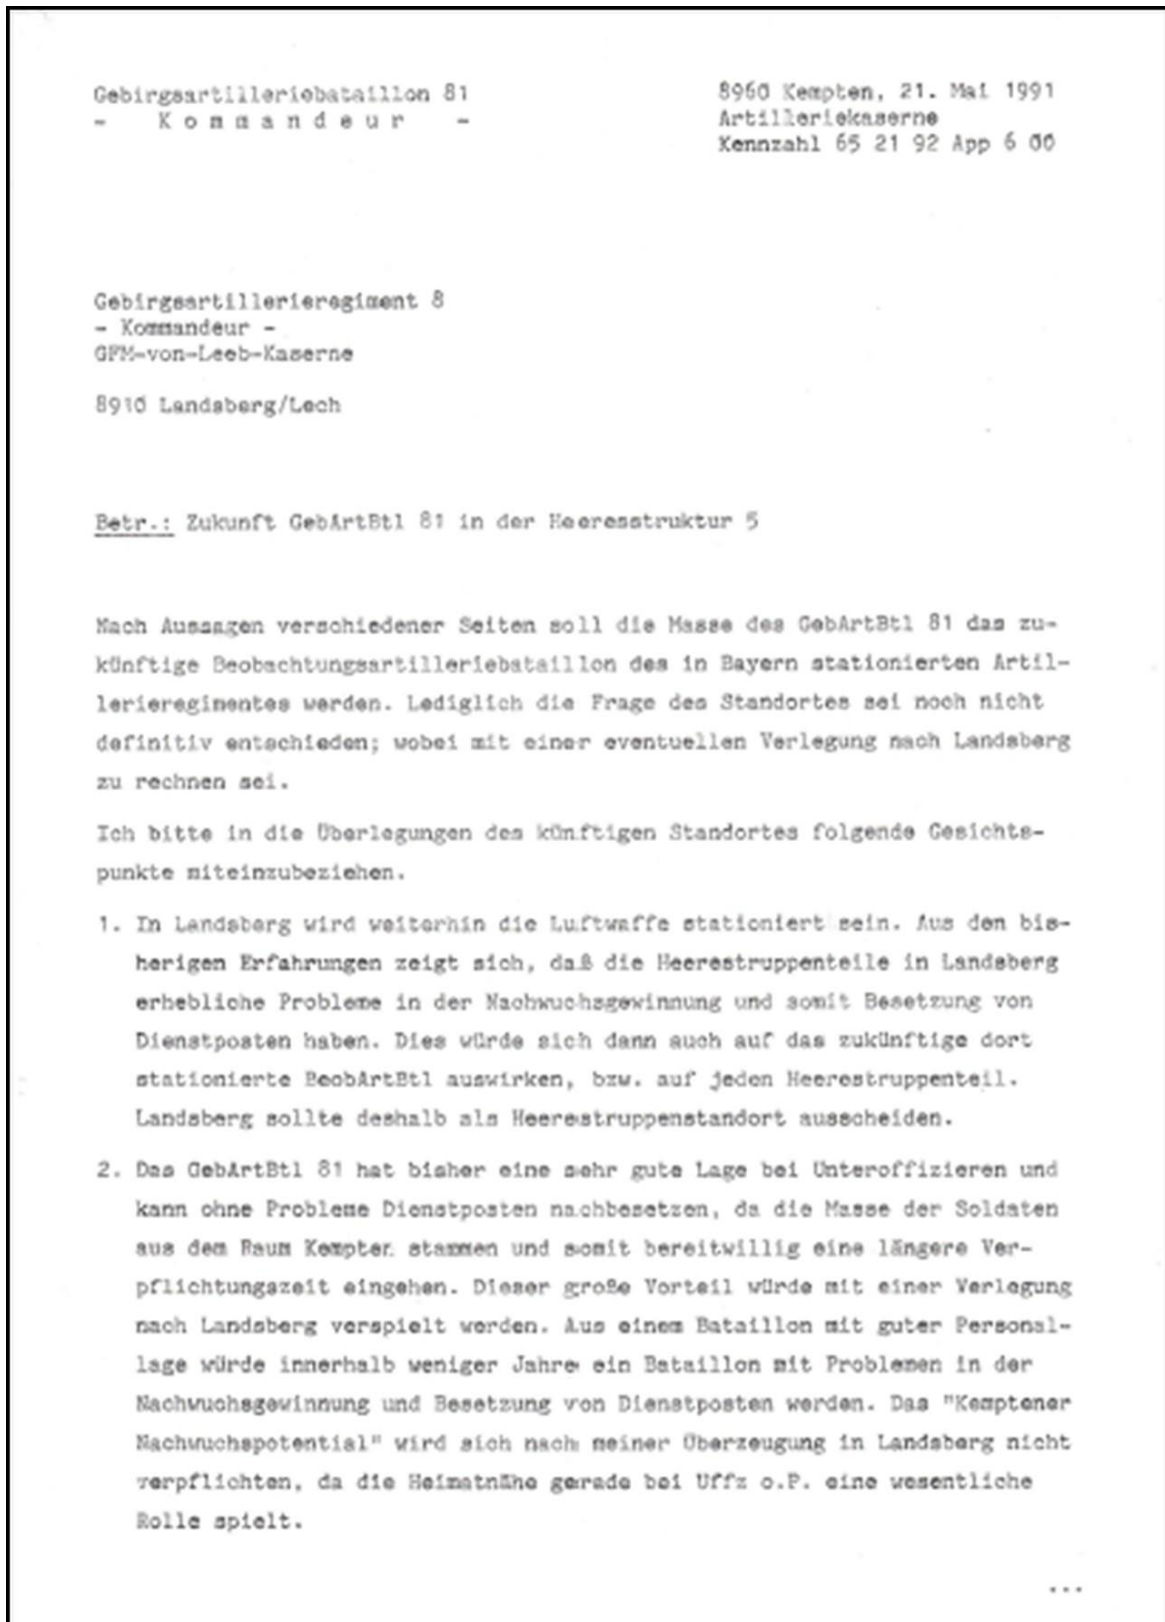 Gebirgsartilleriebataillon 81
- K o m m a n d e u r -
8960 Kempten, 21. Mai 1991
Artilleriekaserne
Kennzahl 65 21 92 App 6 00
Gebirgsartillerieregiment 8
- Kommandeur -
GFM-von-Leeb-Kaserne
8910 Landsberg/Lech
Betr.: Zukunft GebArtBtl 81 in der Heeresstruktur 5
Nach Aussagen verschiedener Seiten soll die Masse des GebArtBtl 81 das zu-
künftige Beobachtungsartilleriebataillon des in Bayern stationierten Artil-
lerieregimentes werden. Lediglich die Frage des Standortes sei noch nicht
definitiv entschieden; wobei mit einer eventuellen Verlegung nach Landsberg
zu rechnen sei.
Ich bitte in die Überlegungen des künftigen Standortes folgende Gesichts-
punkte miteinzubeziehen.
1. In Landsberg wird weiterhin die Luftwaffe stationiert sein. Aus den bis-
herigen Erfahrungen zeigt sich, daß die Heerestruppenteile in Landsberg
erhebliche Probleme in der Nachwuchsgewinnung und somit Besetzung von
Dienstposten haben. Dies würde sich dann auch auf das zukünftige dort
stationierte BeobArtBtl auswirken, bzw. auf jeden Heerestruppenteil.
Landsberg sollte deshalb als Heerestruppenstandort ausscheiden.
2. Das GebArtBtl 81 hat bisher eine sehr gute Lage bei Unteroffizieren und
kann ohne Probleme Dienstposten nachbesetzen, da die Masse der Soldaten
aus dem Raum Kempten stammen und somit bereitwillig eine längere Ver-
pflichtungszeit eingehen. Dieser große Vorteil würde mit einer Verlegung
nach Landsberg verspielt werden. Aus einem Bataillon mit guter Personal-
lage würde innerhalb weniger Jahre ein Bataillon mit Problemen in der
Nachwuchsgewinnung und Besetzung von Dienstposten werden. Das "Kemptener
Nachwuchspotential" wird sich nach meiner Überzeugung in Landsberg nicht
verpflichten, da die Heimatnähe gerade bei Uffz o.P. eine wesentliche
Rolle spielt.
...